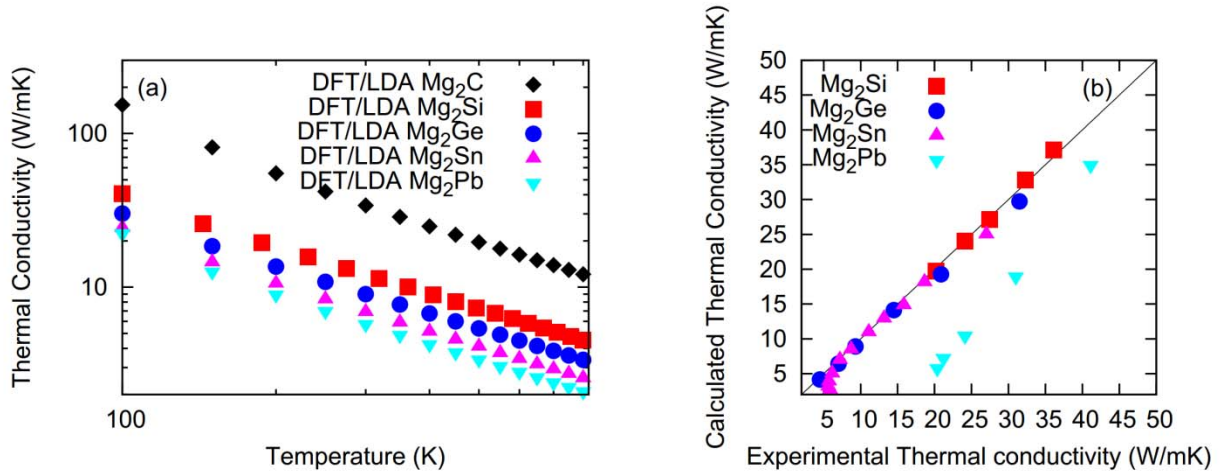 Thermal Conductivity (W/mK)
100
10
(a)
DFT/LDA Mg₂C
DFT/LDA Mg₂Si
DFT/LDA Mg₂Ge
DFT/LDA Mg₂Sn
DFT/LDA Mg₂Pb
100
Temperature (K)
Calculated Thermal Conductivity (W/mK)
50
45
40
35
30
25
20
15
10
5
Mg₂Si
Mg₂Ge
Mg₂Sn
Mg₂Pb
(b)
5 10 15 20 25 30 35 40 45 50
Experimental Thermal conductivity (W/mK)